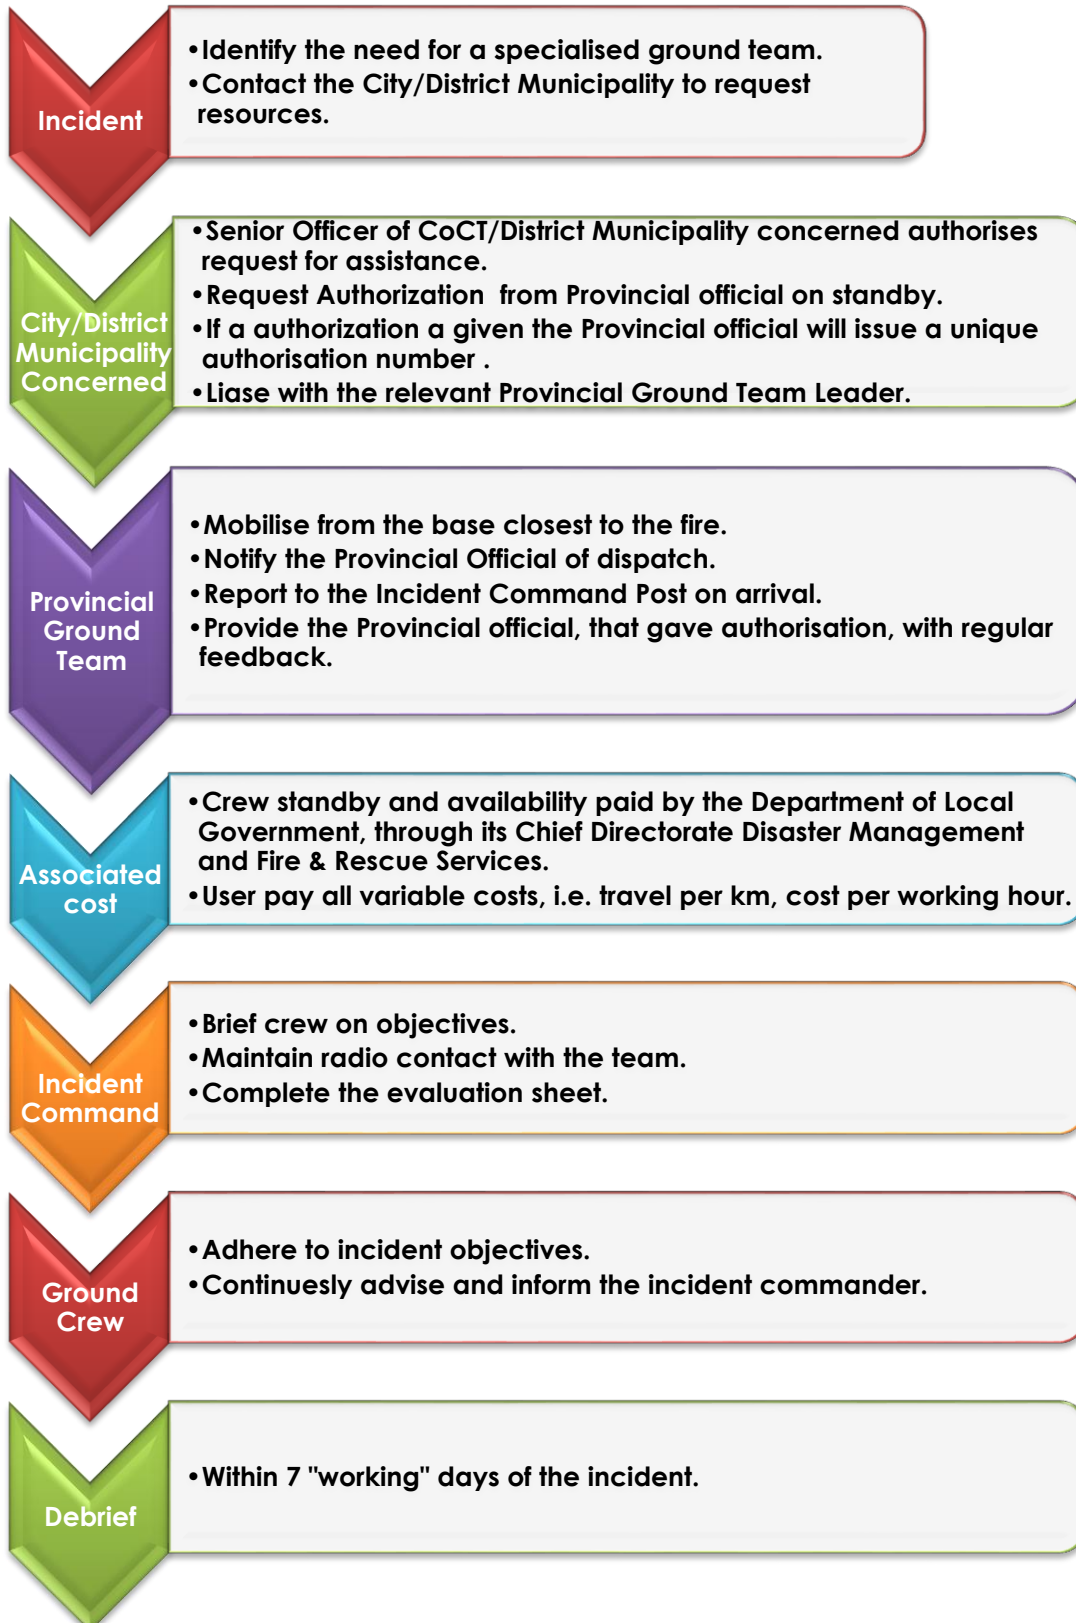 Incident
•Identify the need for a specialised ground team.
•Contact the City/District Municipality to request
resources.
City/District
Municipality
Concerned
•Senior Officer of CoCT/District Municipality concerned authorises
request for assistance.
•Request Authorization  from Provincial official on standby.
•If a authorization a given the Provincial official will issue a unique
authorisation number .
•Liase with the relevant Provincial Ground Team Leader.
Provincial
Ground
Team
•Mobilise from the base closest to the fire.
•Notify the Provincial Official of dispatch.
•Report to the Incident Command Post on arrival.
•Provide the Provincial official, that gave authorisation, with regular
feedback.
Associated
cost
•Crew standby and availability paid by the Department of Local
Government, through its Chief Directorate Disaster Management
and Fire & Rescue Services.
•User pay all variable costs, i.e. travel per km, cost per working hour.
Incident
Command
•Brief crew on objectives.
•Maintain radio contact with the team.
•Complete the evaluation sheet.
Ground
Crew
•Adhere to incident objectives.
•Continuesly advise and inform the incident commander.
Debrief
•Within 7 "working" days of the incident.